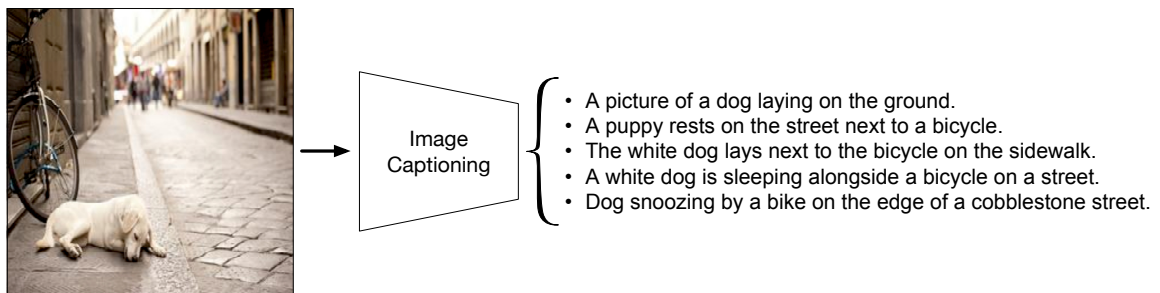 Image
Captioning
• A picture of a dog laying on the ground.
• A puppy rests on the street next to a bicycle.
• The white dog lays next to the bicycle on the sidewalk.
• A white dog is sleeping alongside a bicycle on a street.
• Dog snoozing by a bike on the edge of a cobblestone street.